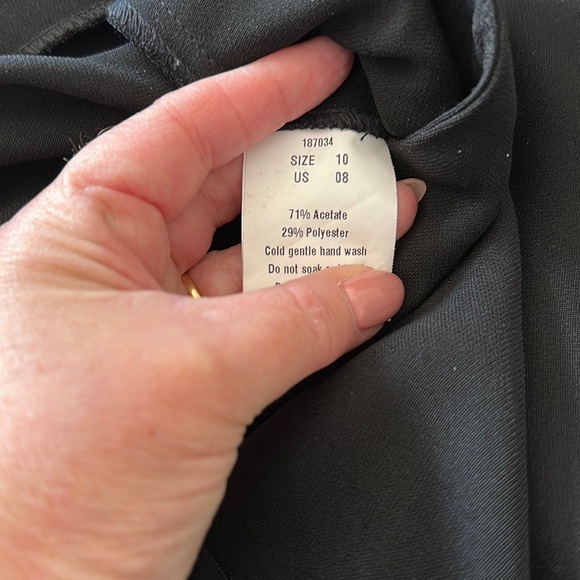 187034
SIZE 10
US 08
71% Acetate
29% Polyester
Cold gentle hand wash
Do not soak